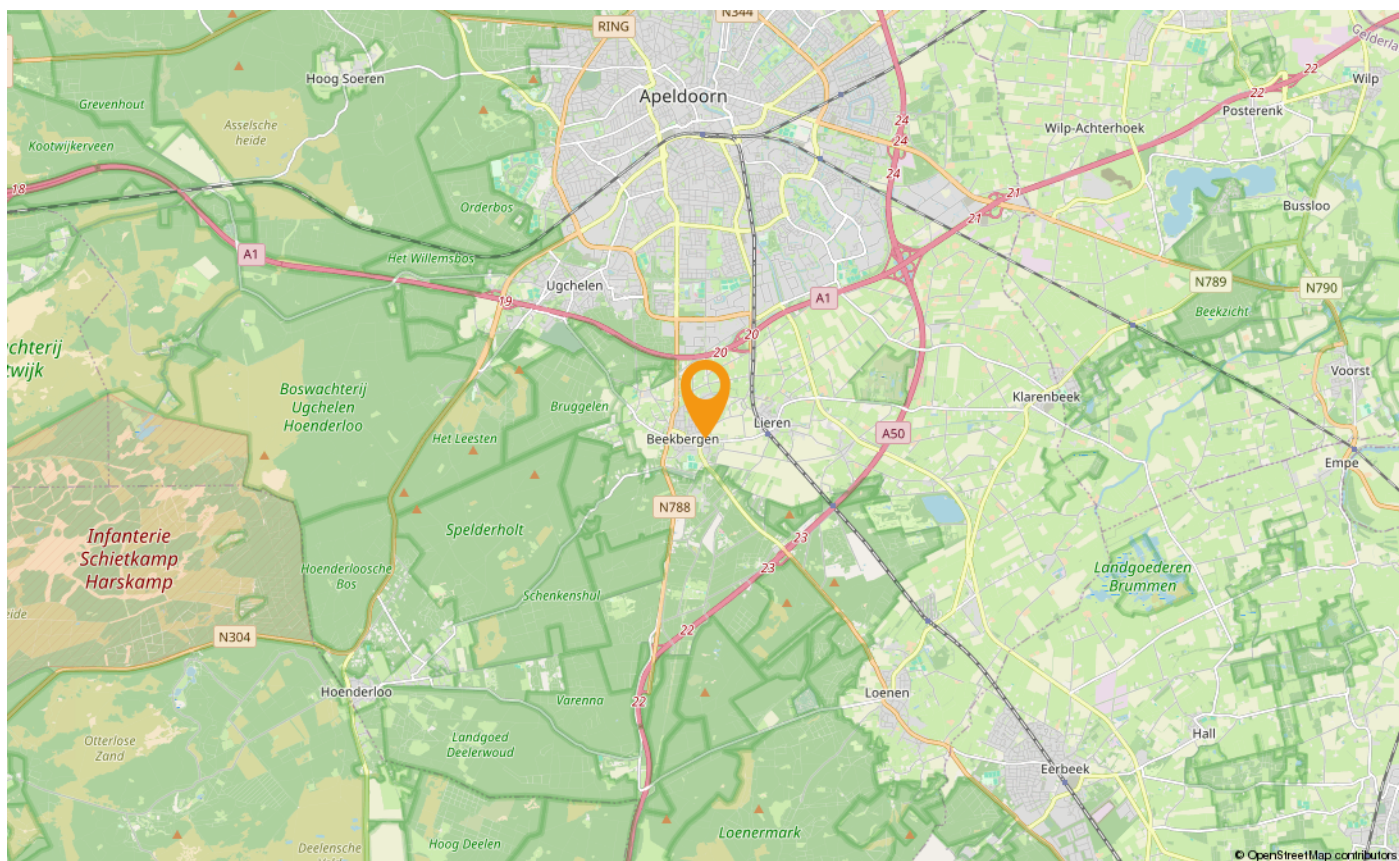 N344
RING
Hoog Soeren
Apeldoorn
Grevenhout
Asselsche
heide
Kootwijkerveen
18
Orderbos
Het Willemsbos
A1
19
Ugchelen
24
24
24
Wilp-Achterhoek
22
22
Wilp
Posterenk
21
21
Bussloo
N789
N790
Beekzicht
A1
20
20
Voorst
Klarenbeek
Boswachterij
Ugchelen
Hoenderloo
Bruggelen
Het Leesten
Beekbergen
Lieren
A50
Empe
N788
Infanterie
Schietkamp
Harskamp
Spelderholt
Hoenderloosche
Bos
Schenkenshul
23
23
Landgoederen
Brummen
N304
22
22
Hoenderloo
Varenna
Loenen
Otterlose
Zand
Landgoed
Deelerwoud
Hall
Eerbeek
Hoog Deelen
Loenermark
Deelensche
© OpenStreetMap contributors